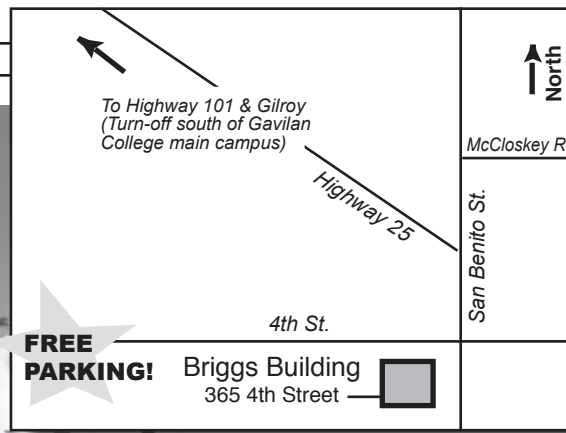 North
To Highway 101 & Gilroy
(Turn-off south of Gavilan
College main campus)
McCloskey R
Highway 25
San Benito St.
4th St.
FREE
PARKING!
Briggs Building
365 4th Street